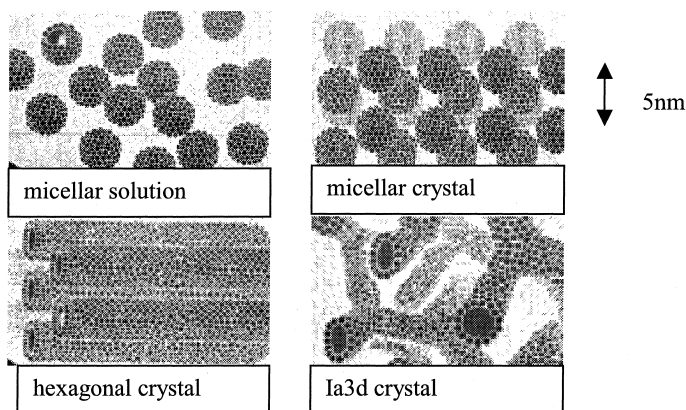 micellar solution
micellar crystal
5nm
hexagonal crystal
Ia3d crystal